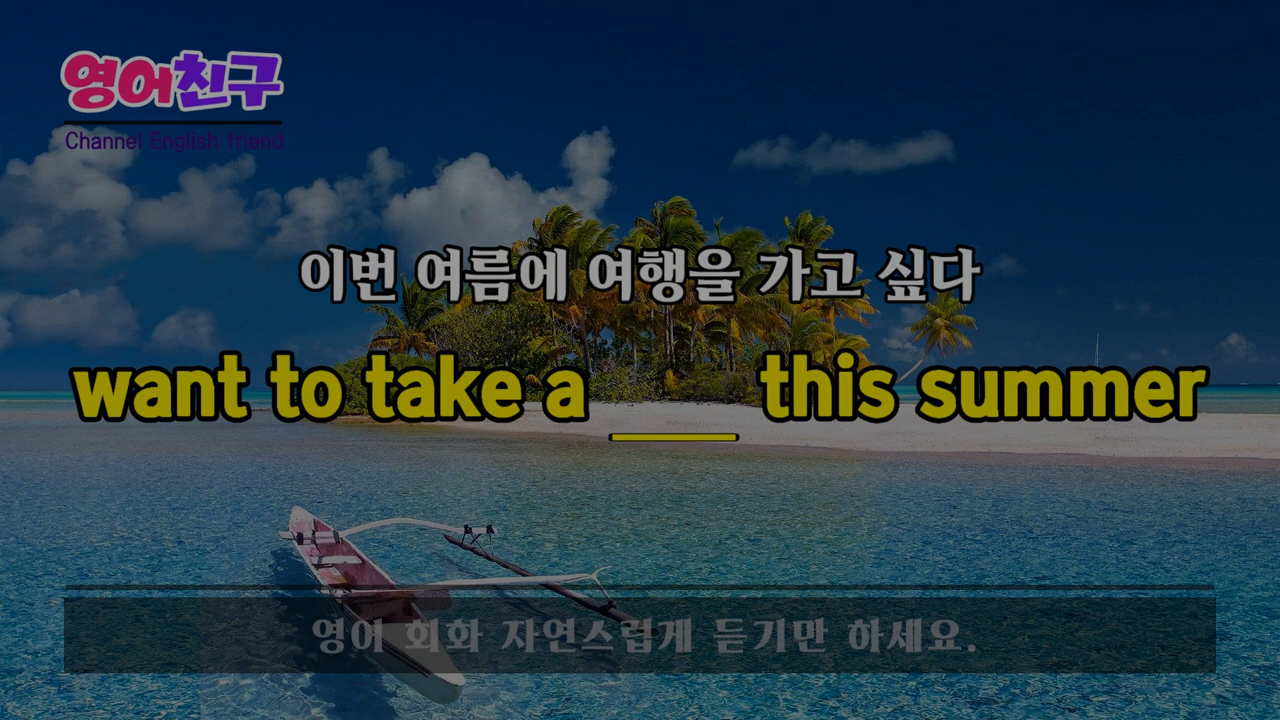 영어친구
Channel English friend
이번 여름에 여행을 가고 싶다
want to take a ____ this summer
영어 회화 자연스럽게 듣기만 하세요.